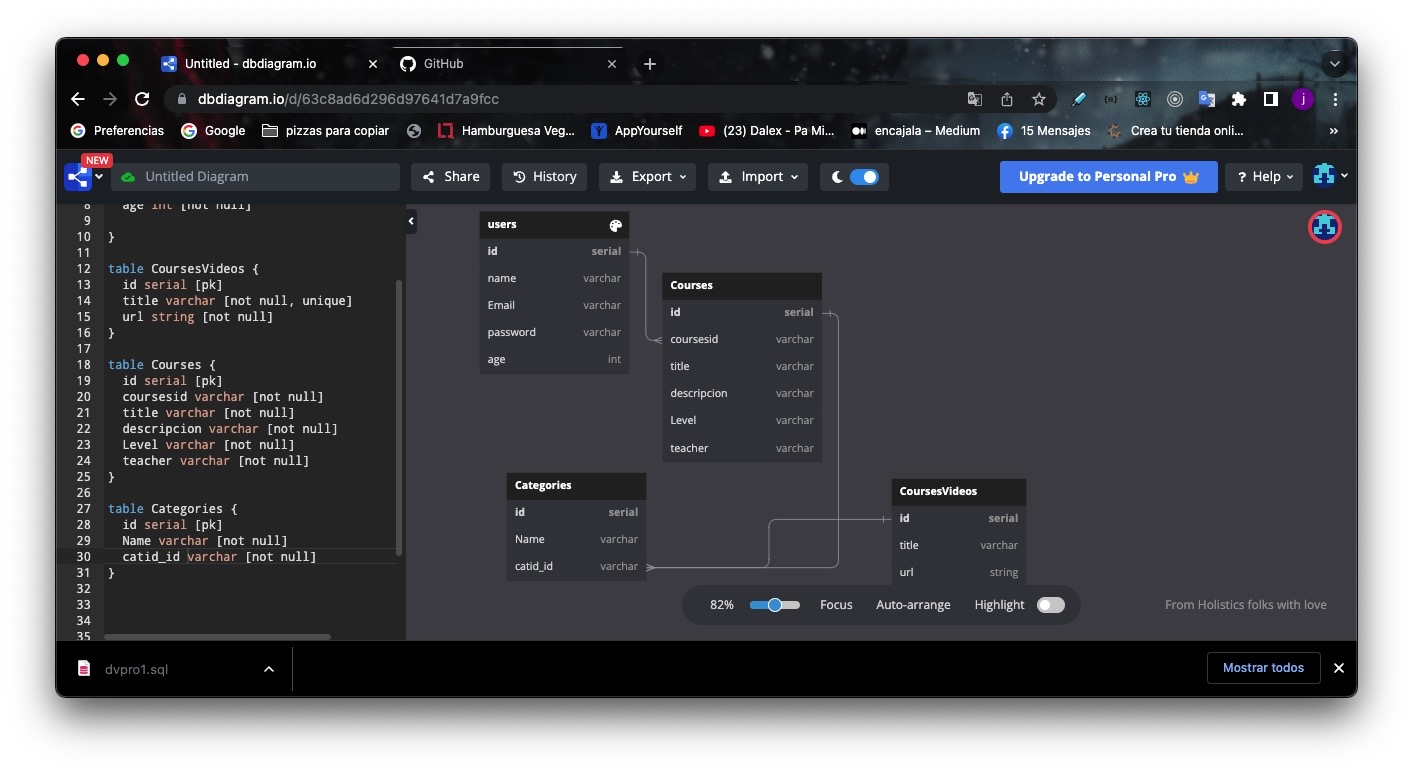 Untitled - dbdiagram.io
GitHub
dbdiagram.io/d/63c8ad6d296d97641d7a9fcc
j
Preferencias
Google
pizzas para copiar
Hamburguesa Veg...
AppYourself
(23) Dalex - Pa Mi...
encajala – Medium
15 Mensajes
Crea tu tienda onli...
»
NEW
Untitled Diagram
Share
History
Export
Import
Upgrade to Personal Pro
? Help
8 age int [not null]
9
10 }
11
12 table CoursesVideos {
13 id serial [pk]
14 title varchar [not null, unique]
15 url string [not null]
16 }
17
18 table Courses {
19 id serial [pk]
20 coursesid varchar [not null]
21 title varchar [not null]
22 descripcion varchar [not null]
23 Level varchar [not null]
24 teacher varchar [not null]
25 }
26
27 table Categories {
28 id serial [pk]
29 Name varchar [not null]
30 catid_id varchar [not null]
31 }
32
33
34
35
users
id serial
name varchar
Email varchar
password varchar
age int
Courses
id serial
coursesid varchar
title varchar
descripcion varchar
Level varchar
teacher varchar
Categories
id serial
Name varchar
catid_id varchar
CoursesVideos
id serial
title varchar
url string
82%
Focus
Auto-arrange
Highlight
From Holistics folks with love
dvpro1.sql
Mostrar todos